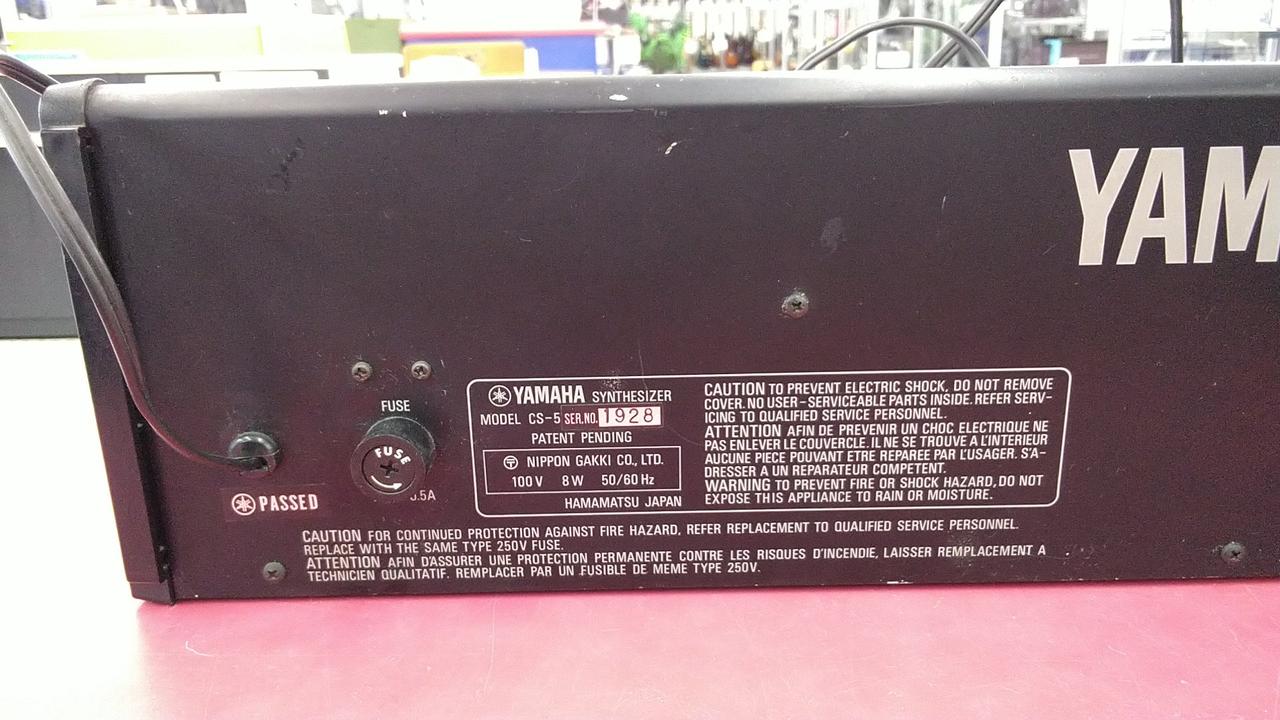 YAM
FUSE
FUSE
.5A
PASSED
YAMAHA SYNTHESIZER
MODEL CS-5 SER.NO. 1928
PATENT PENDING
NIPPON GAKKI CO., LTD.
100 V 8 W 50/60 Hz
HAMAMATSU JAPAN
CAUTION TO PREVENT ELECTRIC SHOCK, DO NOT REMOVE
COVER. NO USER-SERVICEABLE PARTS INSIDE. REFER SERV-
ICING TO QUALIFIED SERVICE PERSONNEL.
ATTENTION AFIN DE PREVENIR UN CHOC ELECTRIQUE NE
PAS ENLEVER LE COUVERCLE. IL NE SE TROUVE A L'INTERIEUR
AUCUNE PIECE POUVANT ETRE REPAREE PAR L'USAGER. S'A-
DRESSER A UN REPARATEUR COMPETENT.
WARNING TO PREVENT FIRE OR SHOCK HAZARD, DO NOT
EXPOSE THIS APPLIANCE TO RAIN OR MOISTURE.
CAUTION FOR CONTINUED PROTECTION AGAINST FIRE HAZARD, REFER REPLACEMENT TO QUALIFIED SERVICE PERSONNEL.
REPLACE WITH THE SAME TYPE 250V FUSE.
ATTENTION AFIN D'ASSURER UNE PROTECTION PERMANENTE CONTRE LES RISQUES D'INCENDIE, LAISSER REMPLACEMENT A
TECHNICIEN QUALITATIF. REMPLACER PAR UN FUSIBLE DE MEME TYPE 250V.